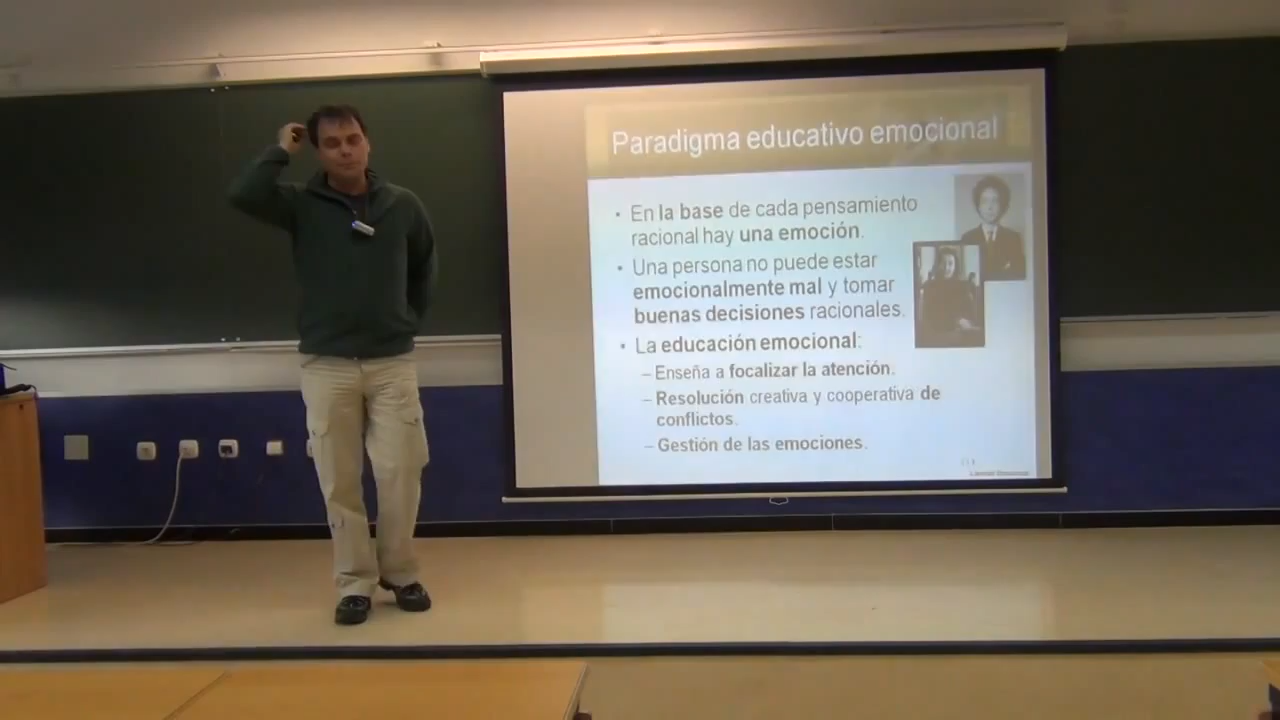 Paradigma educativo emocional
• En la base de cada pensamiento
racional hay una emoción.
• Una persona no puede estar
emocionalmente mal y tomar
buenas decisiones racionales.
• La educación emocional:
– Enseña a focalizar la atención.
– Resolución creativa y cooperativa de
conflictos.
– Gestión de las emociones.